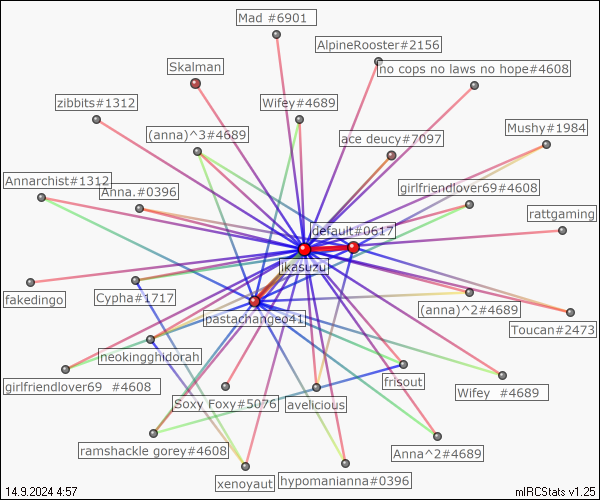 Mad #6901
AlpineRooster#2156
Skalman
no cops no laws no hope#4608
zibbits#1312
Wifey#4689
(anna)^3#4689
ace deucy#7097
Mushy#1984
Annarchist#1312
Anna.#0396
girlfriendlover69#4608
rattgaming
default#0617
ikasuzu
fakedingo
Cypha#1717
pastachange041
(anna)^2#4689
Toucan#2473
neokingghidorah
girlfriendlover69 #4608
Soxy Foxy#5076
avelicious
frisout
Wifey #4689
ramshackle gorey#4608
Anna^2#4689
xenoyaut
hypomanianna#0396
14.9.2024 4:57
mIRCStats v1.25